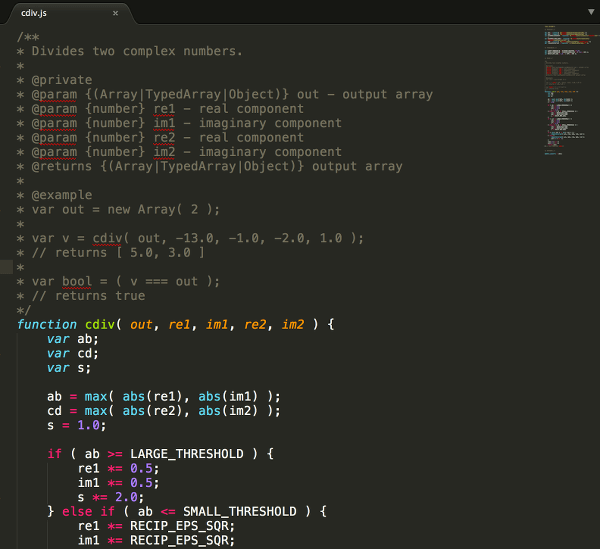 cdiv.js
/**
* Divides two complex numbers.
*
* @private
* @param {(Array|TypedArray|Object)} out - output array
* @param {number} re1 - real component
* @param {number} im1 - imaginary component
* @param {number} re2 - real component
* @param {number} im2 - imaginary component
* @returns {(Array|TypedArray|Object)} output array
*
* @example
* var out = new Array( 2 );
*
* var v = cdiv( out, -13.0, -1.0, -2.0, 1.0 );
* // returns [ 5.0, 3.0 ]
*
* var bool = ( v === out );
* // returns true
*/
function cdiv( out, re1, im1, re2, im2 ) {
var ab;
var cd;
var s;
ab = max( abs(re1), abs(im1) );
cd = max( abs(re2), abs(im2) );
s = 1.0;
if ( ab >= LARGE_THRESHOLD ) {
re1 *= 0.5;
im1 *= 0.5;
s *= 2.0;
} else if ( ab <= SMALL_THRESHOLD ) {
re1 *= RECIP_EPS_SQR;
im1 *= RECIP_EPS_SQR;